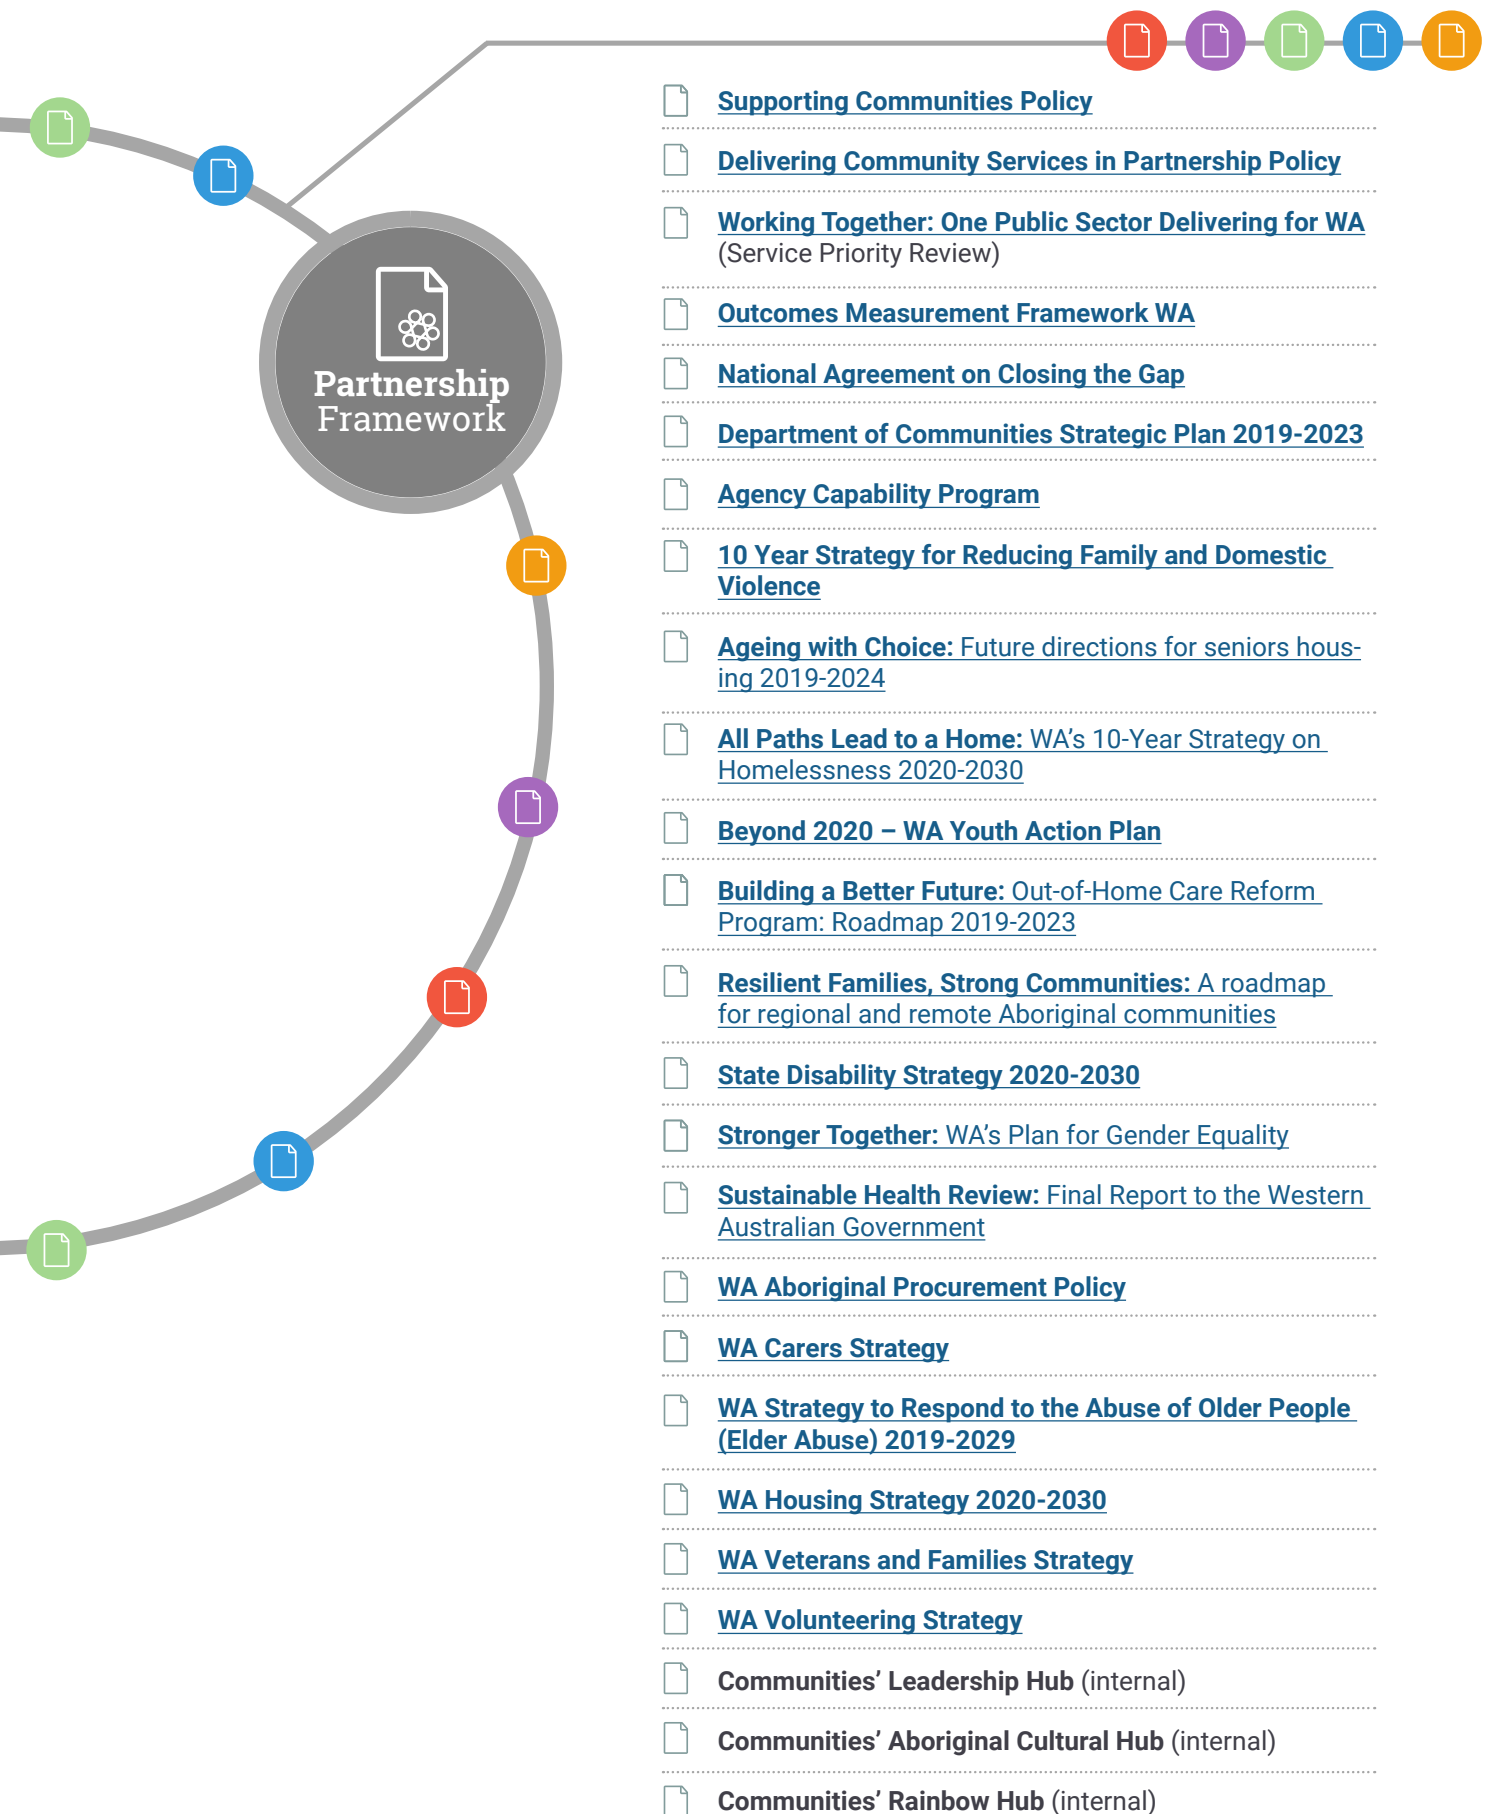 Partnership
Framework
Supporting Communities Policy
Delivering Community Services in Partnership Policy
Working Together: One Public Sector Delivering for WA
(Service Priority Review)
Outcomes Measurement Framework WA
National Agreement on Closing the Gap
Department of Communities Strategic Plan 2019-2023
Agency Capability Program
10 Year Strategy for Reducing Family and Domestic
Violence
Ageing with Choice: Future directions for seniors hous-
ing 2019-2024
All Paths Lead to a Home: WA’s 10-Year Strategy on
Homelessness 2020-2030
Beyond 2020 – WA Youth Action Plan
Building a Better Future: Out-of-Home Care Reform
Program: Roadmap 2019-2023
Resilient Families, Strong Communities: A roadmap
for regional and remote Aboriginal communities
State Disability Strategy 2020-2030
Stronger Together: WA’s Plan for Gender Equality
Sustainable Health Review: Final Report to the Western
Australian Government
WA Aboriginal Procurement Policy
WA Carers Strategy
WA Strategy to Respond to the Abuse of Older People
(Elder Abuse) 2019-2029
WA Housing Strategy 2020-2030
WA Veterans and Families Strategy
WA Volunteering Strategy
Communities’ Leadership Hub (internal)
Communities’ Aboriginal Cultural Hub (internal)
Communities’ Rainbow Hub (internal)